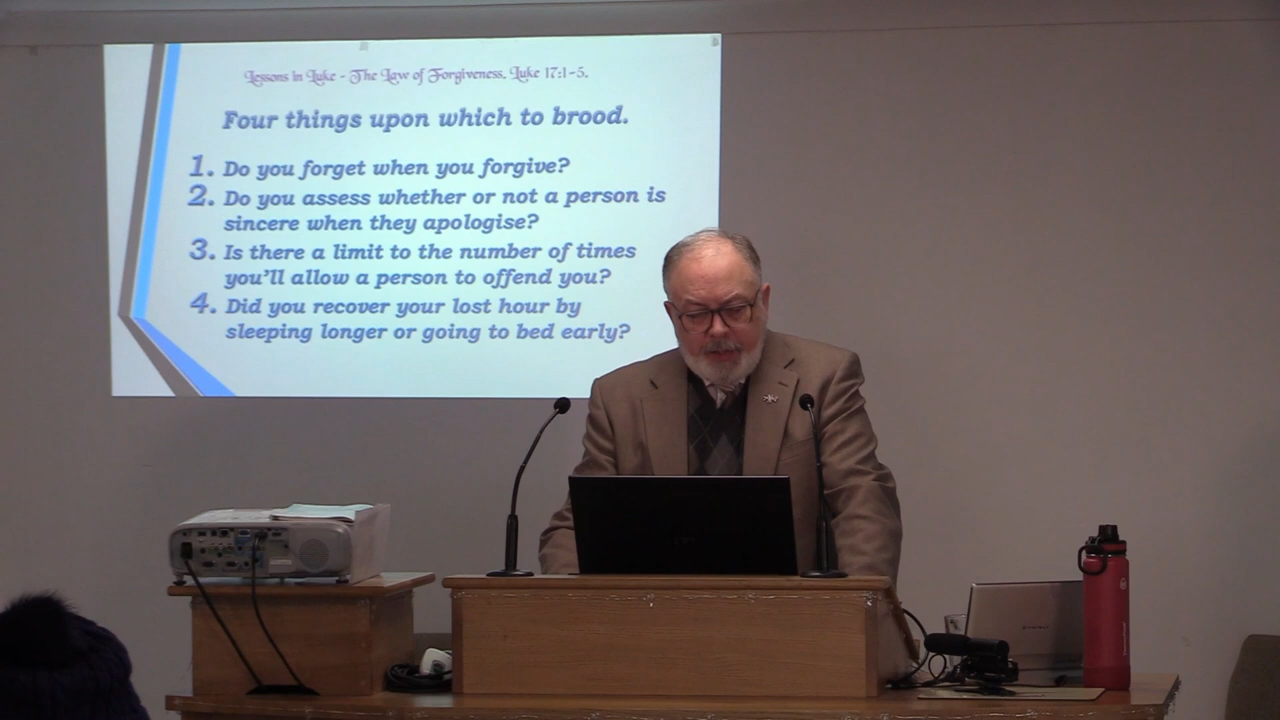 Lessons in Luke - The Law of Forgiveness, Luke 17:1-5.
Four things upon which to brood.
1. Do you forget when you forgive?
2. Do you assess whether or not a person is
sincere when they apologise?
3. Is there a limit to the number of times
you'll allow a person to offend you?
4. Did you recover your lost hour by
sleeping longer or going to bed early?